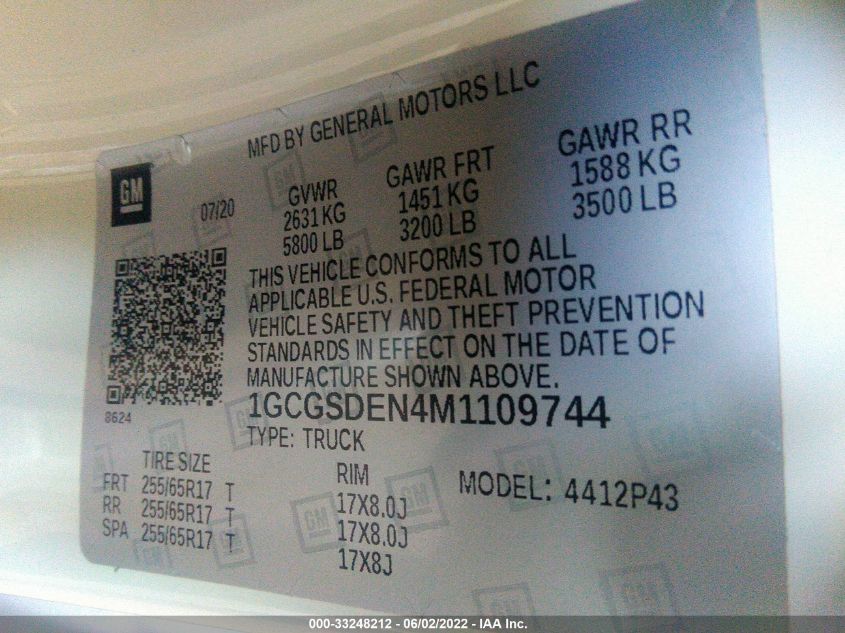 MFD BY GENERAL MOTORS LLC
GM
07/20
GVWR
2631 KG
5800 LB
GAWR FRT
1451 KG
3200 LB
GAWR RR
1588 KG
3500 LB
THIS VEHICLE CONFORMS TO ALL
APPLICABLE U.S. FEDERAL MOTOR
VEHICLE SAFETY AND THEFT PREVENTION
STANDARDS IN EFFECT ON THE DATE OF
MANUFACTURE SHOWN ABOVE.
8624
1GCGSDEN4M1109744
TYPE: TRUCK
TIRE SIZE
RIM
MODEL: 4412P43
FRT 255/65R17 T 17X8.0J
RR 255/65R17 T 17X8.0J
SPA 255/65R17 T 17X8J
000-33248212 - 06/02/2022 - IAA Inc.